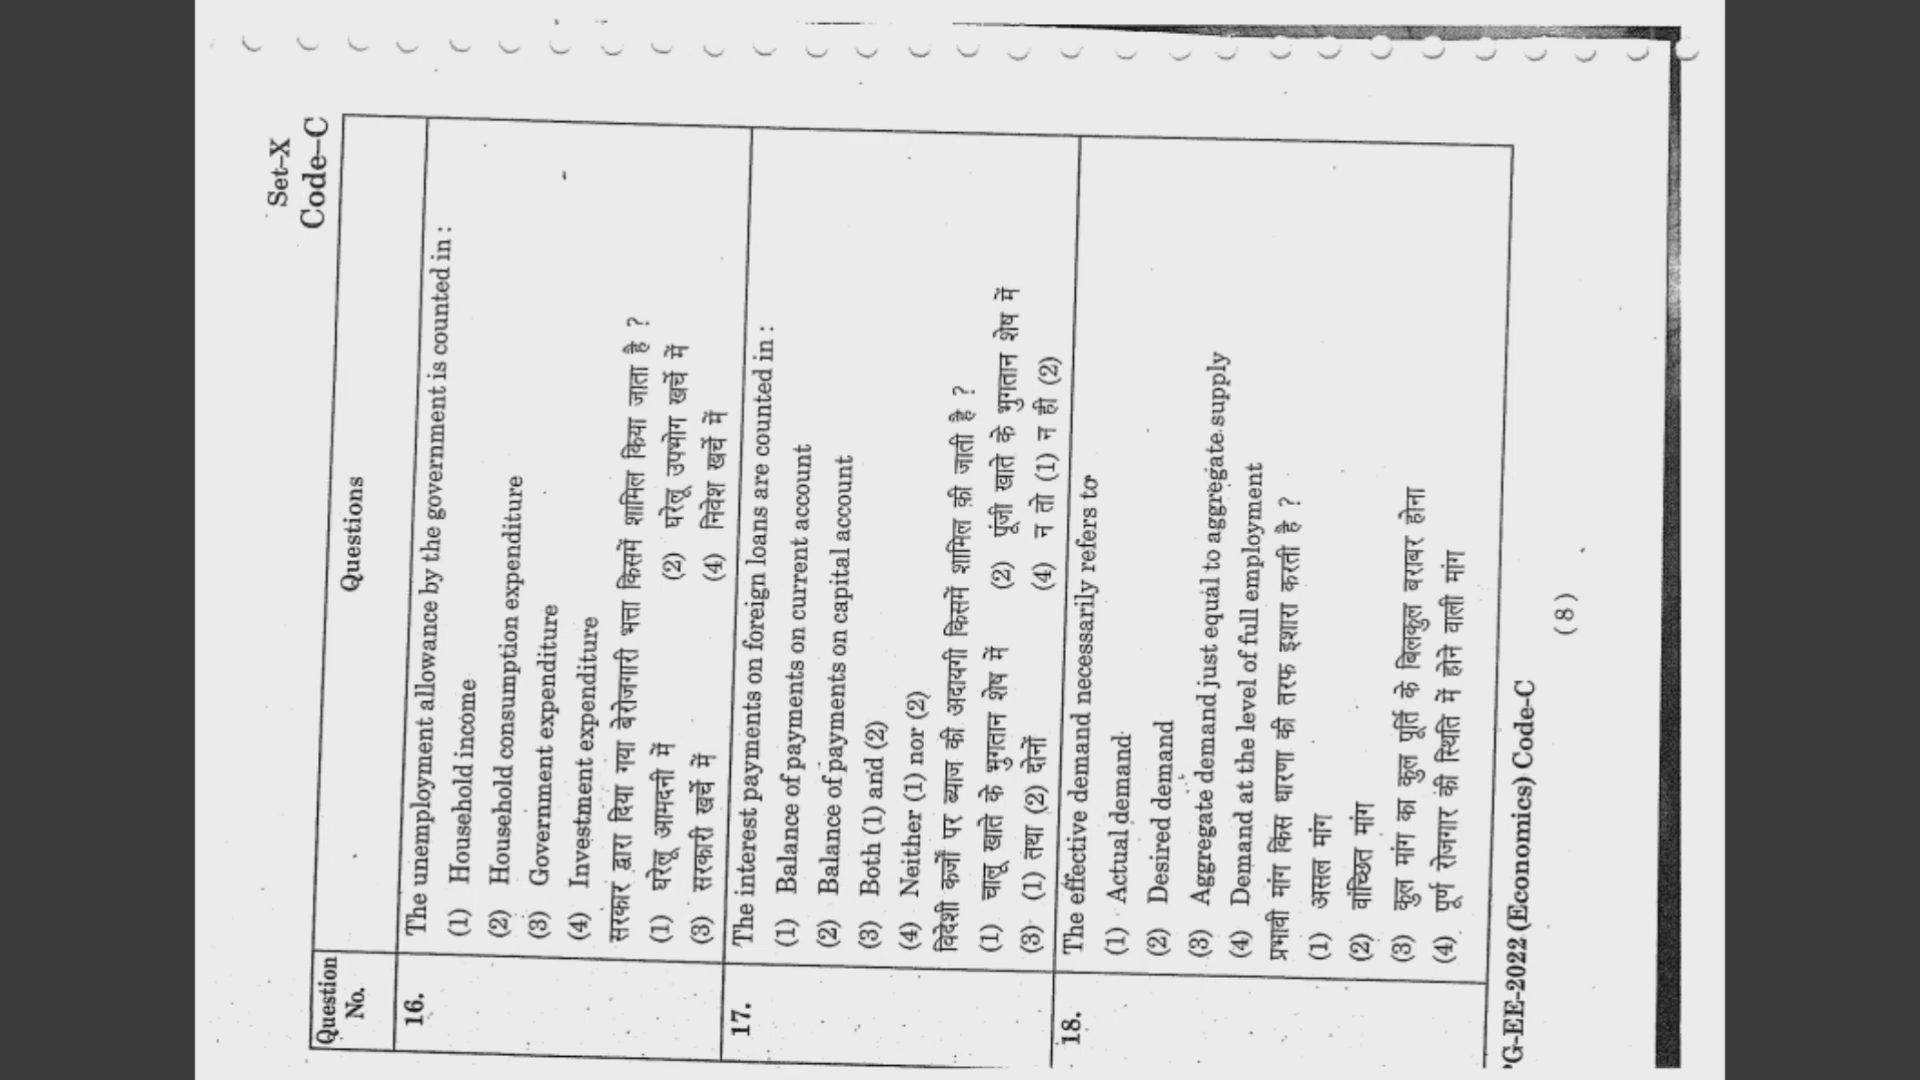 Set-X
Code-C
Question No.
Questions
16.
The unemployment allowance by the government is counted in :
(1) Household income
(2) Household consumption expenditure
(3) Government expenditure
(4) Investment expenditure
सरकार द्वारा दिया गया बेरोजगारी भत्ता किसमें शामिल किया जाता है ?
(1) घरेलू आमदनी में (2) घरेलू उपभोग खर्चे में
(3) सरकारी खर्चे में (4) निवेश खर्चे में
17.
The interest payments on foreign loans are counted in :
(1) Balance of payments on current account
(2) Balance of payments on capital account
(3) Both (1) and (2)
(4) Neither (1) nor (2)
विदेशी कर्जों पर ब्याज की अदायगी किसमें शामिल की जाती है ?
(1) चालू खाते के भुगतान शेष में (2) पूंजी खाते के भुगतान शेष में
(3) (1) तथा (2) दोनों (4) न तो (1) न ही (2)
18.
The effective demand necessarily refers to
(1) Actual demand
(2) Desired demand
(3) Aggregate demand just equal to aggregate supply
(4) Demand at the level of full employment
प्रभावी मांग किस धारणा की तरफ इशारा करती है ?
(1) असल मांग
(2) वांच्छित मांग
(3) कुल मांग का कुल पूर्ति के बिलकुल बराबर होना
(4) पूर्ण रोजगार की स्थिति में होने वाली मांग
'G-EE-2022 (Economics) Code-C
(8)